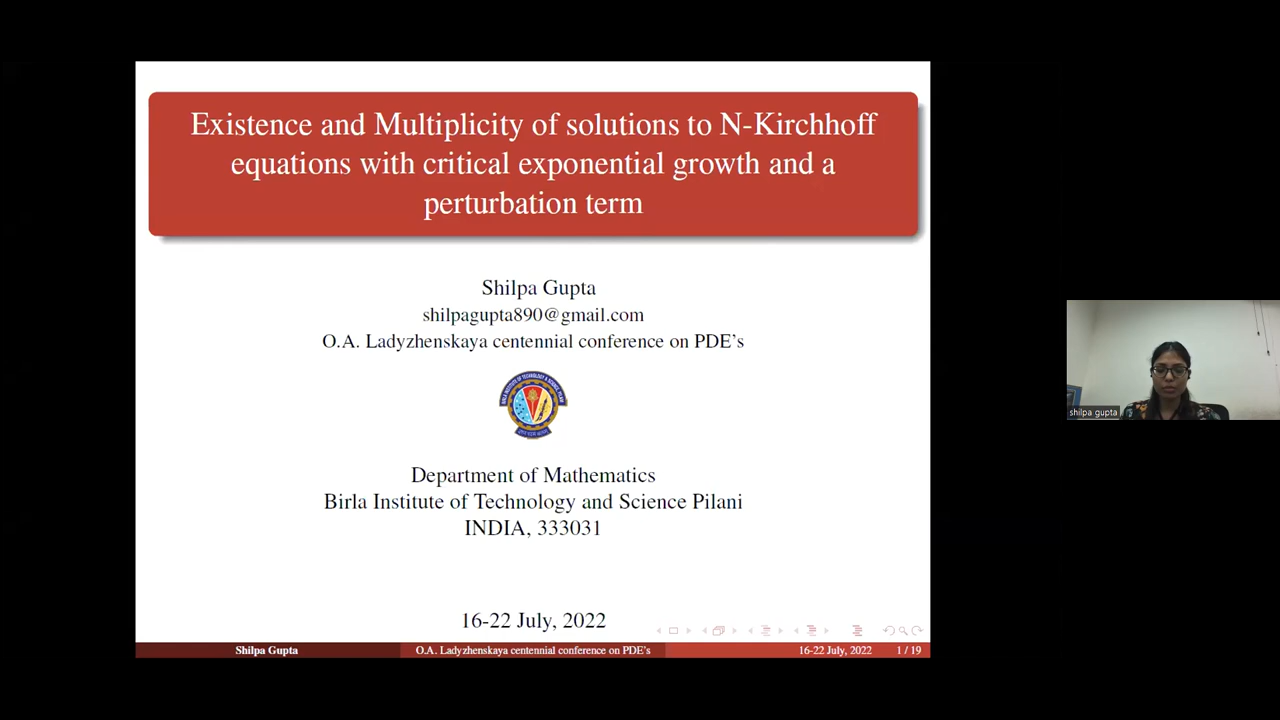 Existence and Multiplicity of solutions to N-Kirchhoff
equations with critical exponential growth and a
perturbation term
Shilpa Gupta
shilpagupta890@gmail.com
O.A. Ladyzhenskaya centennial conference on PDE's
Department of Mathematics
Birla Institute of Technology and Science Pilani
INDIA, 333031
16-22 July, 2022
Shilpa Gupta
O.A. Ladyzhenskaya centennial conference on PDE's
16-22 July, 2022
1 / 19
shilpa gupta